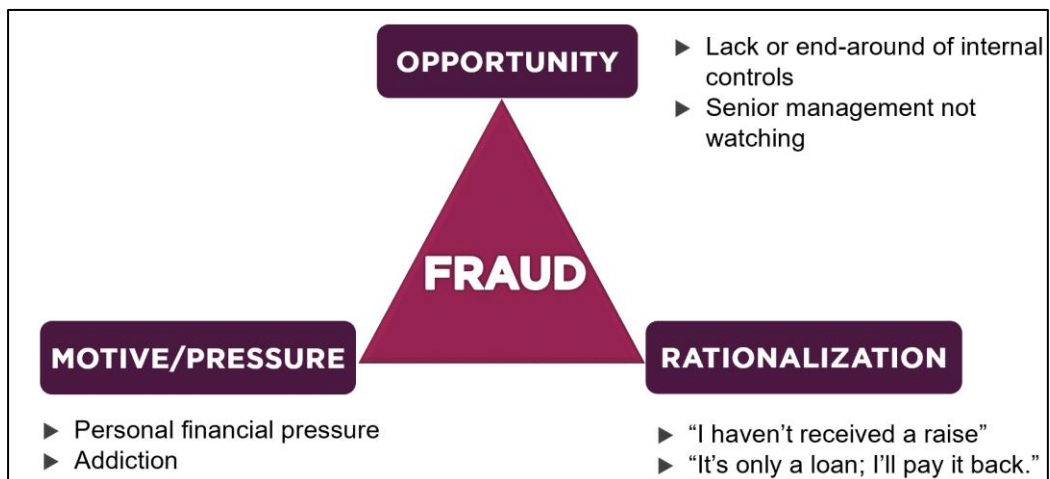 OPPORTUNITY
▶ Lack or end-around of internal
controls
▶ Senior management not
watching
FRAUD
MOTIVE/PRESSURE
▶ Personal financial pressure
▶ Addiction
RATIONALIZATION
▶ “I haven’t received a raise”
▶ “It’s only a loan; I’ll pay it back.”